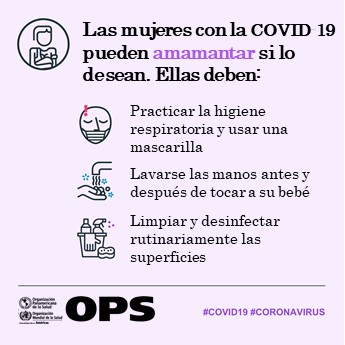 Las mujeres con la COVID 19
pueden amamantar si lo
desean. Ellas deben:
Practicar la higiene
respiratoria y usar una
mascarilla
Lavarse las manos antes y
después de tocar a su bebé
Limpiar y desinfectar
rutinariamente las
superficies
Organización
Panamericana
de la Salud
Organización
Mundial de la Salud
Américas
OPS
#COVID19 #CORONAVIRUS